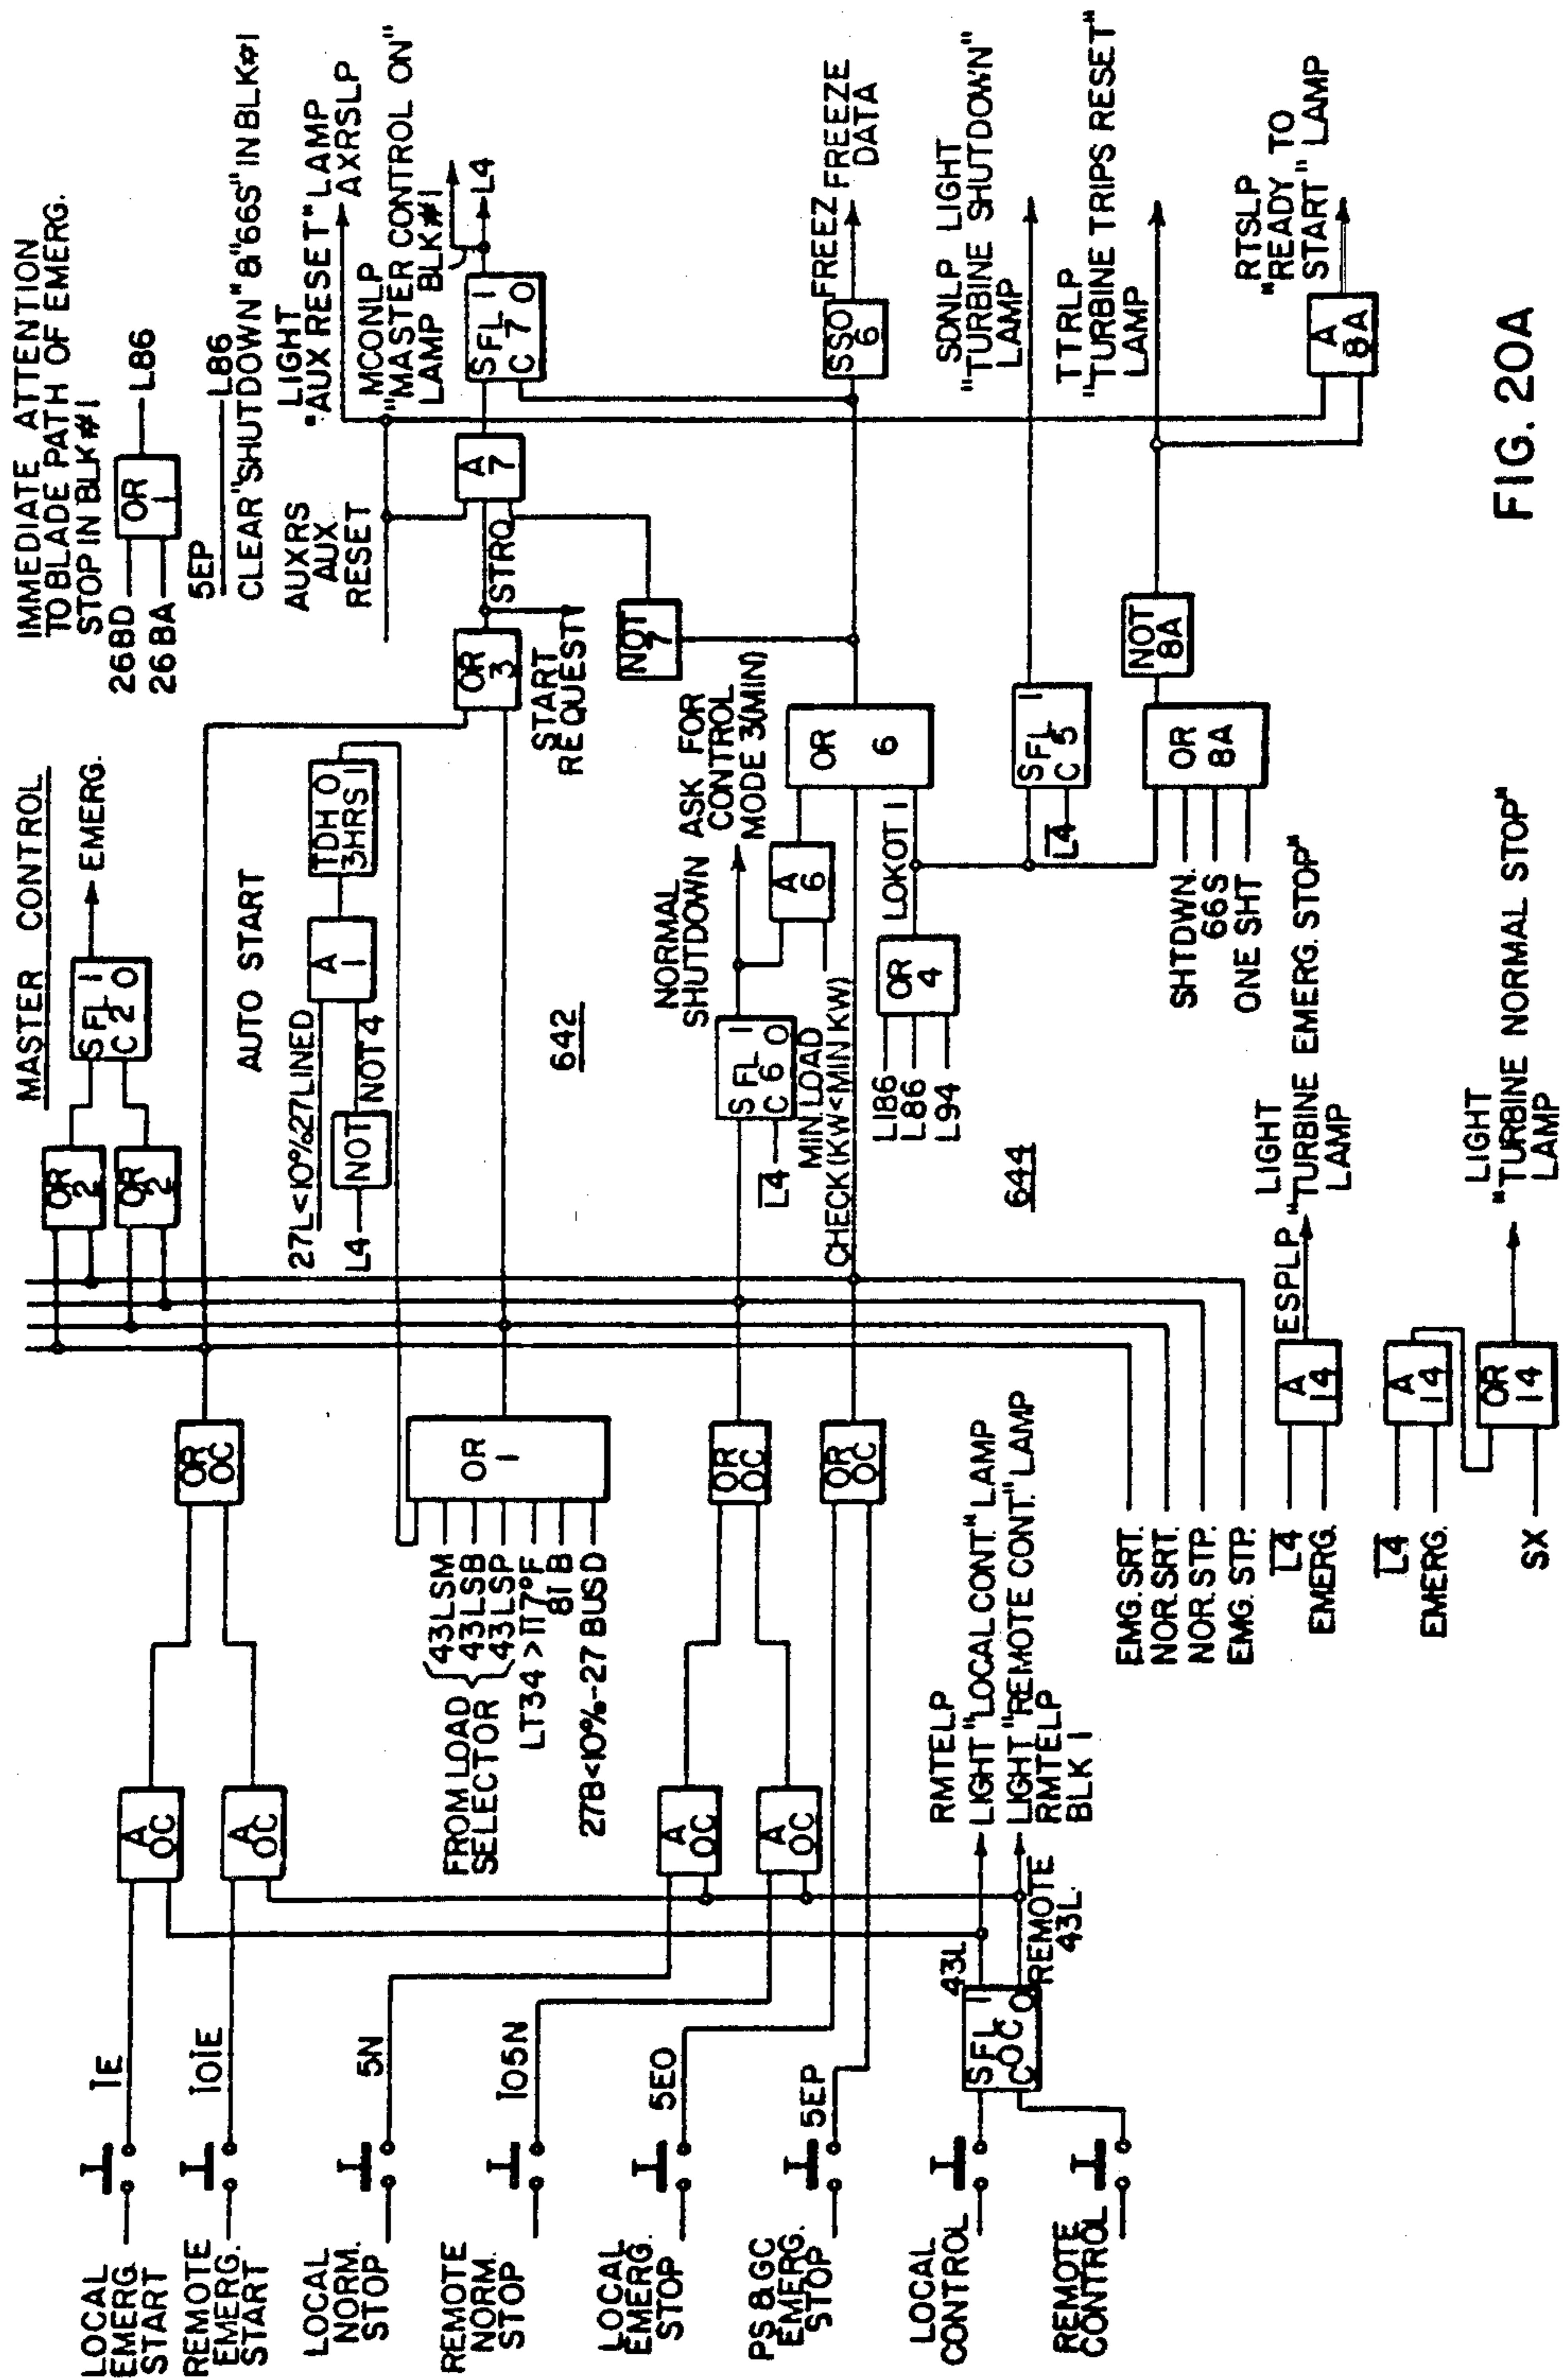 MASTER CONTROL
IMMEDIATE ATTENTION
TO BLADE PATH OF EMERG.
STOP IN BLK #1
26BD
26BA
OR
1
L86
5EP
L86
CLEAR "SHUTDOWN" & "66S" IN BLK #1
LOCAL
EMERG.
START
1E
REMOTE
EMERG.
START
101E
LOCAL
NORM.
STOP
5N
REMOTE
NORM.
STOP
105N
LOCAL
EMERG.
STOP
5EO
PS & GC
EMERG.
STOP
5EP
LOCAL
CONTROL
REMOTE
CONTROL
A
OC
A
OC
OR
OC
FROM LOAD
SELECTOR
43LSM
43LSB
43LSP
LT34 > 117°F
81 B
27B<10%-27 BUSD
OR
1
A
OC
A
OC
OR
OC
OR
OC
S FL 1
OC
C O
43L
REMOTE
43L
RMTELP
LIGHT "LOCAL CONT." LAMP
LIGHT "REMOTE CONT." LAMP
RMTELP
BLK 1
OR
2
OR
2
S FL 1
C 2 O
EMERG.
AUTO START
27L<10%27LINED
L4
NOT
NOT 4
A
1
TDH O
3HRS 1
642
OR
3
START
REQUEST
STRQ
AUXRS
AUX
RESET
A
7
NOT
7
LIGHT
"AUX RESET" LAMP
AXRSLP
MCONLP
"MASTER CONTROL ON"
LAMP BLK #1
S FL 1
C 7 O
L4
NORMAL
SHUTDOWN ASK FOR
CONTROL
MODE 3(MIN)
S FL 1
C 6 O
L4
MIN. LOAD
CHECK(KW<MIN KW)
A
6
OR
6
SSO
6
FREEZ
FREEZE
DATA
L186
L86
L94
OR
4
LOKOT 1
644
S FL 1
C 5
L4
SDNLP LIGHT
"TURBINE SHUTDOWN"
LAMP
SHTDWN.
66S
ONE SHT
OR
8A
NOT
8A
TTRLP
"TURBINE TRIPS RESET"
LAMP
A
8A
RTSLP
"READY TO
START" LAMP
EMG. SRT.
NOR. SRT.
NOR. STP.
EMG. STP.
L4
EMERG.
A
14
ESPLP
LIGHT
"TURBINE EMERG. STOP"
LAMP
L4
EMERG.
A
14
SX
OR
14
LIGHT
"TURBINE NORMAL STOP"
LAMP
FIG. 20A